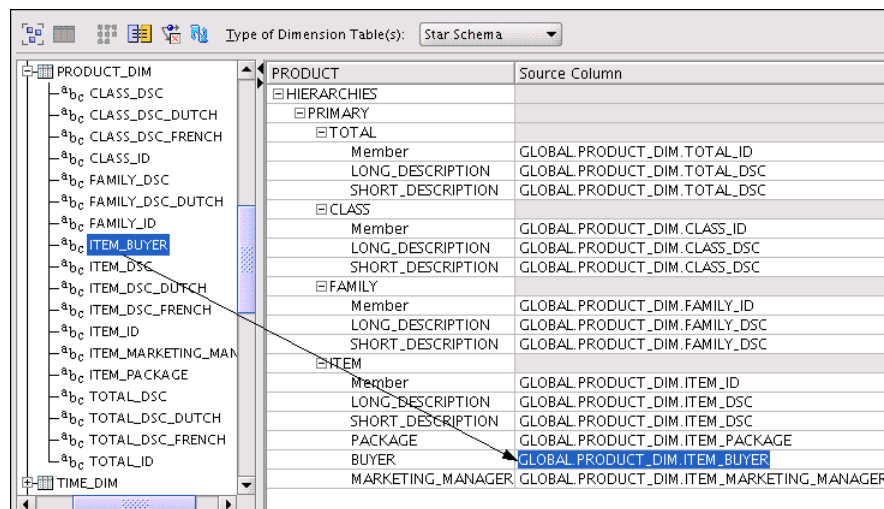 Type of Dimension Table(s): Star Schema
PRODUCT_DIM
CLASS_DSC
CLASS_DSC_DUTCH
CLASS_DSC_FRENCH
CLASS_ID
FAMILY_DSC
FAMILY_DSC_DUTCH
FAMILY_ID
ITEM_BUYER
ITEM_DSC
ITEM_DSC_DUTCH
ITEM_DSC_FRENCH
ITEM_ID
ITEM_MARKETING_MAN
ITEM_PACKAGE
TOTAL_DSC
TOTAL_DSC_DUTCH
TOTAL_DSC_FRENCH
TOTAL_ID
TIME_DIM
PRODUCT Source Column
HIERARCHIES
PRIMARY
TOTAL
Member GLOBAL.PRODUCT_DIM.TOTAL_ID
LONG_DESCRIPTION GLOBAL.PRODUCT_DIM.TOTAL_DSC
SHORT_DESCRIPTION GLOBAL.PRODUCT_DIM.TOTAL_DSC
CLASS
Member GLOBAL.PRODUCT_DIM.CLASS_ID
LONG_DESCRIPTION GLOBAL.PRODUCT_DIM.CLASS_DSC
SHORT_DESCRIPTION GLOBAL.PRODUCT_DIM.CLASS_DSC
FAMILY
Member GLOBAL.PRODUCT_DIM.FAMILY_ID
LONG_DESCRIPTION GLOBAL.PRODUCT_DIM.FAMILY_DSC
SHORT_DESCRIPTION GLOBAL.PRODUCT_DIM.FAMILY_DSC
ITEM
Member GLOBAL.PRODUCT_DIM.ITEM_ID
LONG_DESCRIPTION GLOBAL.PRODUCT_DIM.ITEM_DSC
SHORT_DESCRIPTION GLOBAL.PRODUCT_DIM.ITEM_DSC
PACKAGE GLOBAL.PRODUCT_DIM.ITEM_PACKAGE
BUYER GLOBAL.PRODUCT_DIM.ITEM_BUYER
MARKETING_MANAGER GLOBAL.PRODUCT_DIM.ITEM_MARKETING_MANAGER